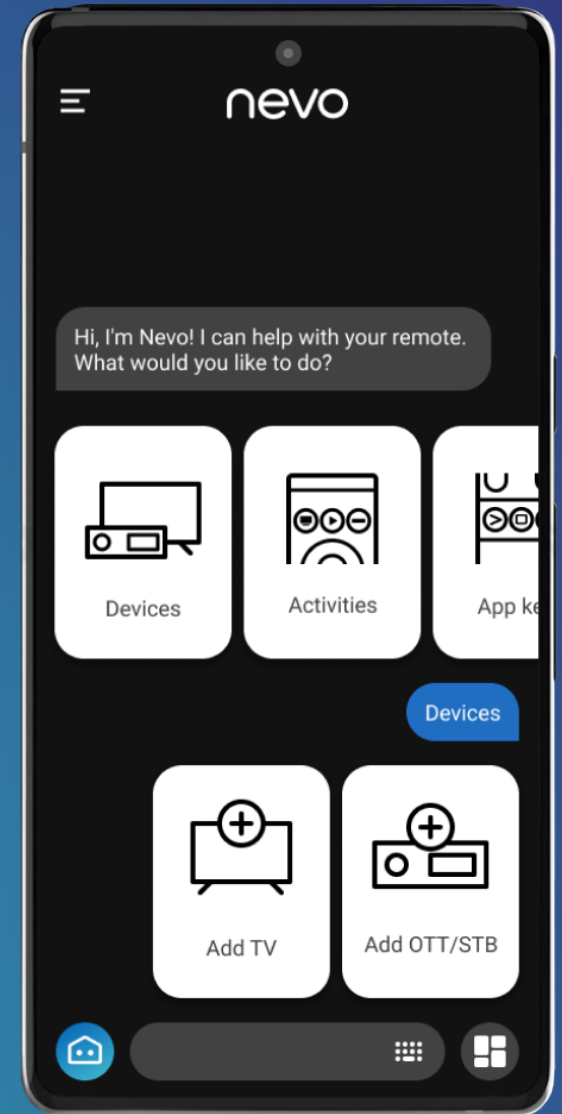 nevo
Hi, I'm Nevo! I can help with your remote.
What would you like to do?
Devices
Activities
App
Devices
Add TV
Add OTT/STB